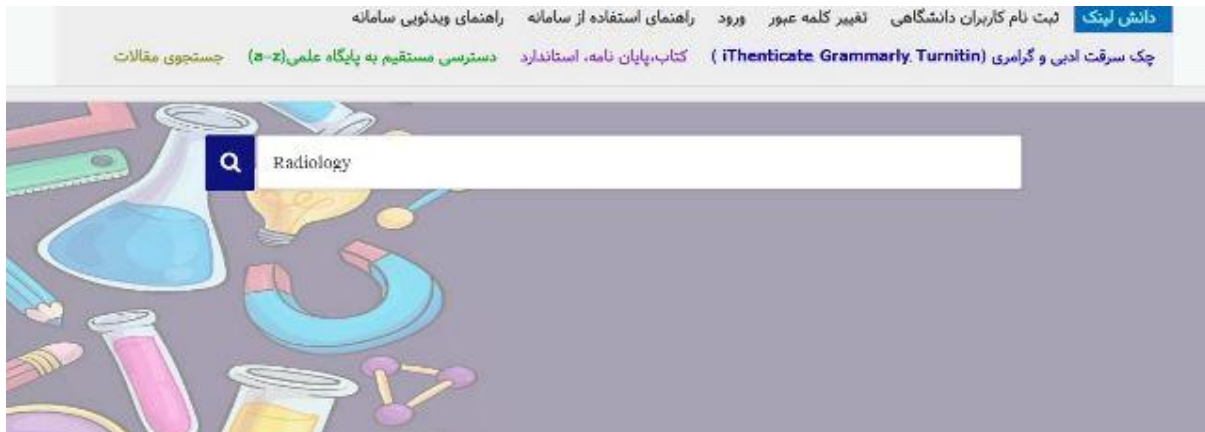 دانش لینک ثبت نام کاربران دانشگاهی تغییر کلمه عبور ورود راهنمای استفاده از سامانه راهنمای ویدئویی سامانه
چک سرقت ادبی و گرامری (iThenticate Grammarly, Turnitin ) کتاب،پایان نامه، استاندارد دسترسی مستقیم به پایگاه علمی(a-z) جستجوی مقالات
Radiology